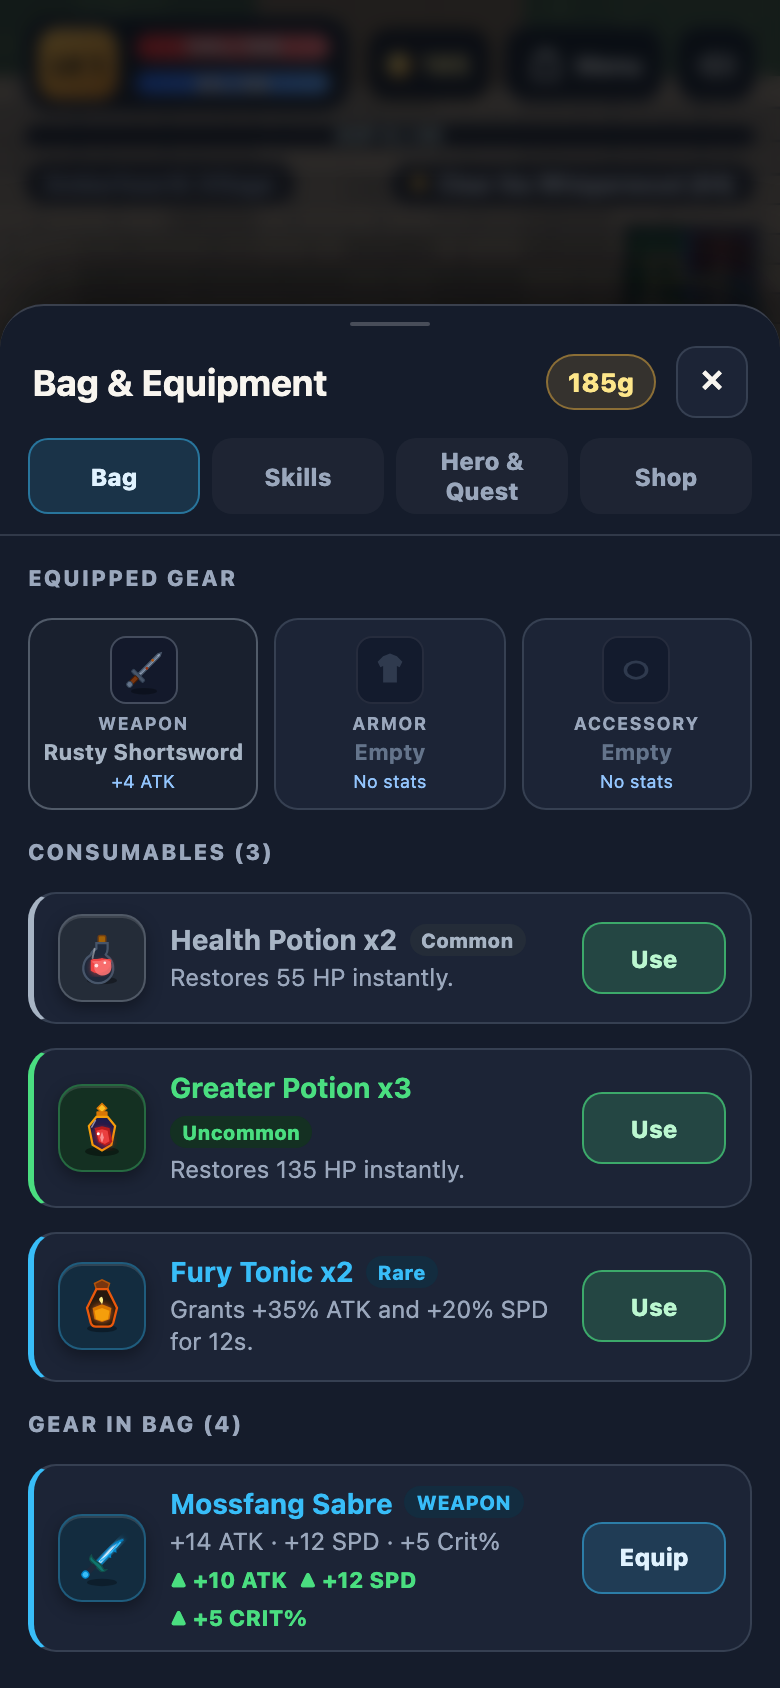 Bag & Equipment
185g
✕
Bag
Skills
Hero &
Quest
Shop
EQUIPPED GEAR
WEAPON
Rusty Shortsword
+4 ATK
ARMOR
Empty
No stats
ACCESSORY
Empty
No stats
CONSUMABLES (3)
Health Potion x2 Common
Restores 55 HP instantly.
Use
Greater Potion x3
Uncommon
Restores 135 HP instantly.
Use
Fury Tonic x2 Rare
Grants +35% ATK and +20% SPD
for 12s.
Use
GEAR IN BAG (4)
Mossfang Sabre WEAPON
+14 ATK · +12 SPD · +5 Crit%
▲ +10 ATK ▲ +12 SPD
▲ +5 CRIT%
Equip